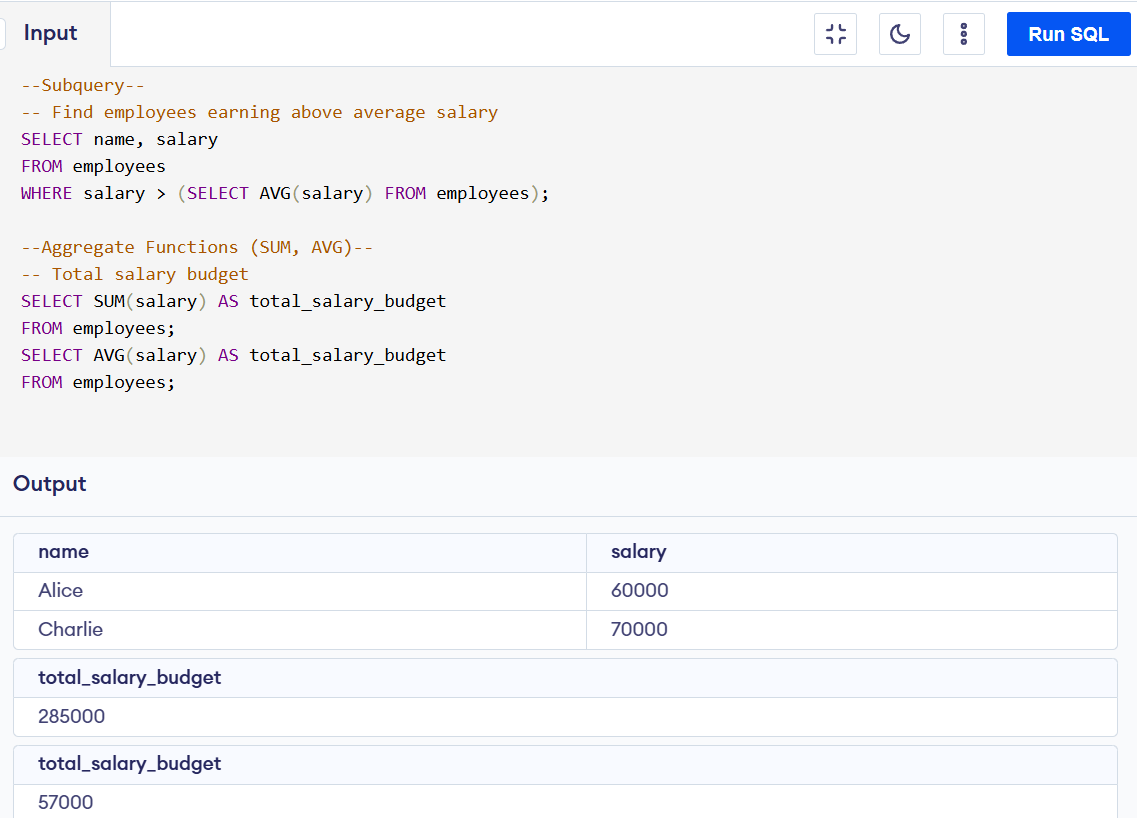 Input
Run SQL
--Subquery--
-- Find employees earning above average salary
SELECT name, salary
FROM employees
WHERE salary > (SELECT AVG(salary) FROM employees);
--Aggregate Functions (SUM, AVG)--
-- Total salary budget
SELECT SUM(salary) AS total_salary_budget
FROM employees;
SELECT AVG(salary) AS total_salary_budget
FROM employees;
Output
name salary
Alice 60000
Charlie 70000
total_salary_budget
285000
total_salary_budget
57000